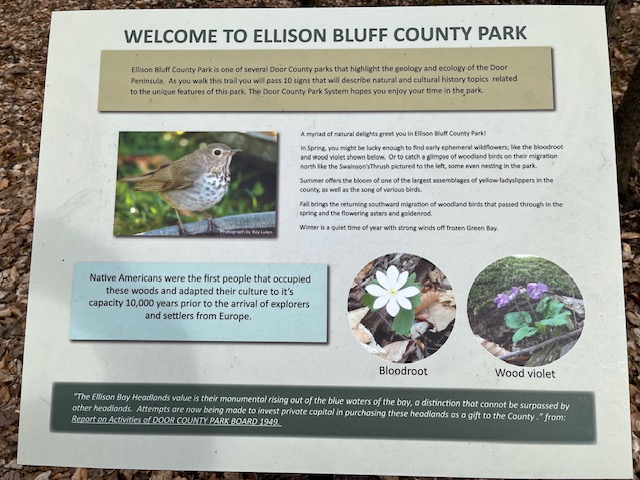 WELCOME TO ELLISON BLUFF COUNTY PARK
Ellison Bluff County Park is one of several Door County parks that highlight the geology and ecology of the Door
Peninsula. As you walk this trail you will pass 10 signs that will describe natural and cultural history topics related
to the unique features of this park. The Door County Park System hopes you enjoy your time in the park.
A myriad of natural delights greet you in Ellison Bluff County Park!
In Spring, you might be lucky enough to find early ephemeral wildflowers; like the bloodroot
and wood violet shown below. Or to catch a glimpse of woodland birds on their migration
north like the Swainson'sThrush pictured to the left, some even nesting in the park.
Summer offers the bloom of one of the largest assemblages of yellow-ladyslippers in the
county, as well as the song of various birds.
Fall brings the returning southward migration of woodland birds that passed through in the
spring and the flowering asters and goldenrod.
Winter is a quiet time of year with strong winds off frozen Green Bay.
Photograph by Roy Lukes
Native Americans were the first people that occupied
these woods and adapted their culture to it's
capacity 10,000 years prior to the arrival of explorers
and settlers from Europe.
Bloodroot
Wood violet
"The Ellison Bay Headlands value is their monumental rising out of the blue waters of the bay, a distinction that cannot be surpassed by
other headlands. Attempts are now being made to invest private capital in purchasing these headlands as a gift to the County ." from:
Report on Activities of DOOR COUNTY PARK BOARD 1949.